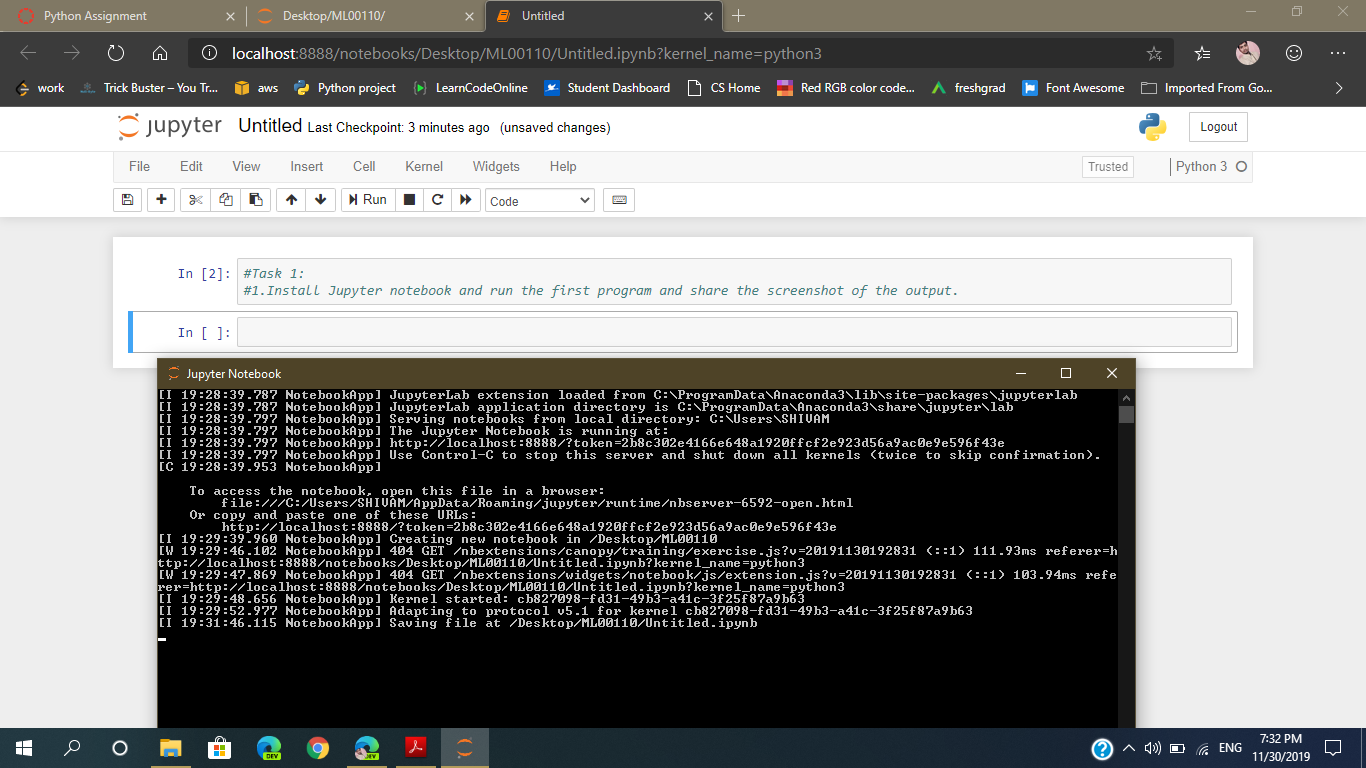 Python Assignment
Desktop/ML00110/
Untitled
localhost:8888/notebooks/Desktop/ML00110/Untitled.ipynb?kernel_name=python3
work
Trick Buster – You Tr...
aws
Python project
LearnCodeOnline
Student Dashboard
CS Home
Red RGB color code...
freshgrad
Font Awesome
Imported From Go...
jupyter Untitled Last Checkpoint: 3 minutes ago (unsaved changes)
Logout
File Edit View Insert Cell Kernel Widgets Help
Trusted
Python 3
Run
Code
In [2]: #Task 1:
#1.Install Jupyter notebook and run the first program and share the screenshot of the output.
In [ ]:
Jupyter Notebook
[I 19:28:39.787 NotebookApp] JupyterLab extension loaded from C:\ProgramData\Anaconda3\lib\site-packages\jupyterlab
[I 19:28:39.787 NotebookApp] JupyterLab application directory is C:\ProgramData\Anaconda3\share\jupyter\lab
[I 19:28:39.797 NotebookApp] Serving notebooks from local directory: C:\Users\SHIVAM
[I 19:28:39.797 NotebookApp] The Jupyter Notebook is running at:
[I 19:28:39.797 NotebookApp] http://localhost:8888/?token=2b8c302e4166e648a1920ffcf2e923d56a9ac0e9e596f43e
[I 19:28:39.797 NotebookApp] Use Control-C to stop this server and shut down all kernels (twice to skip confirmation).
[C 19:28:39.953 NotebookApp]
To access the notebook, open this file in a browser:
file:///C:/Users/SHIVAM/AppData/Roaming/jupyter/runtime/nbserver-6592-open.html
Or copy and paste one of these URLs:
http://localhost:8888/?token=2b8c302e4166e648a1920ffcf2e923d56a9ac0e9e596f43e
[I 19:29:39.960 NotebookApp] Creating new notebook in /Desktop/ML00110
[W 19:29:46.102 NotebookApp] 404 GET /nbextensions/canopy/training/exercise.js?v=20191130192831 (::1) 111.93ms referer=h
ttp://localhost:8888/notebooks/Desktop/ML00110/Untitled.ipynb?kernel_name=python3
[W 19:29:47.869 NotebookApp] 404 GET /nbextensions/widgets/notebook/js/extension.js?v=20191130192831 (::1) 103.94ms refe
rer=http://localhost:8888/notebooks/Desktop/ML00110/Untitled.ipynb?kernel_name=python3
[I 19:29:48.656 NotebookApp] Kernel started: cb827098-fd31-49b3-a41c-3f25f87a9b63
[I 19:29:52.977 NotebookApp] Adapting to protocol v5.1 for kernel cb827098-fd31-49b3-a41c-3f25f87a9b63
[I 19:31:46.115 NotebookApp] Saving file at /Desktop/ML00110/Untitled.ipynb
DEV
DEV
ENG
7:32 PM
11/30/2019